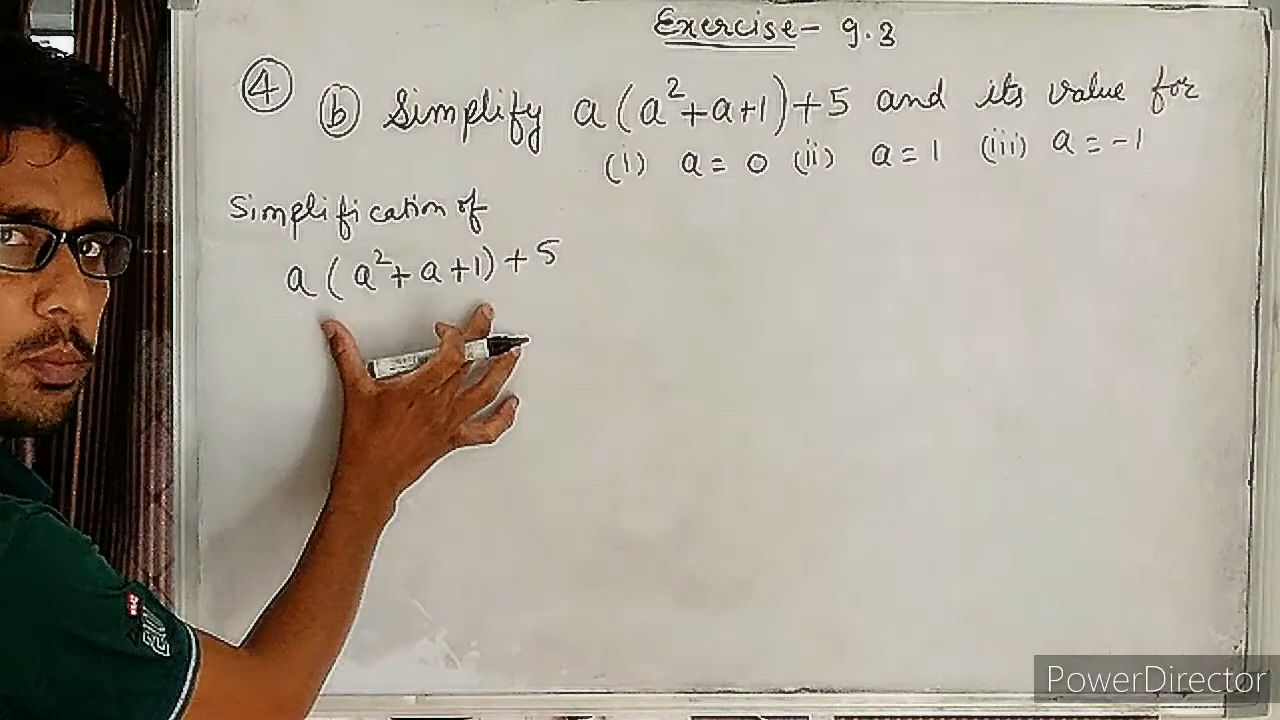 Exercise - 9.3
④ ⓑ Simplify a(a²+a+1)+5 and its value for
(i) a = 0 (ii) a = 1 (iii) a = -1
Simplification of
a(a²+a+1)+5
PowerDirector